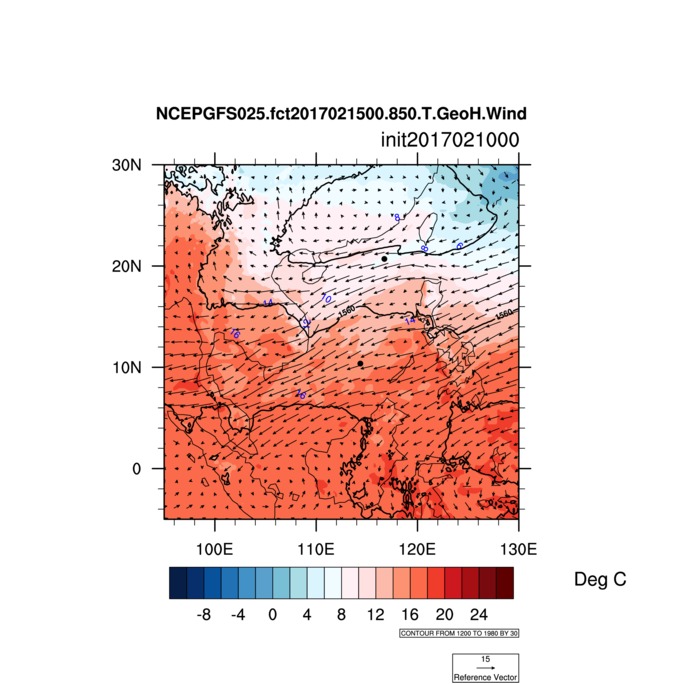 NCEPGFS025.fct2017021500.850.T.GeoH.Wind
init2017021000
30N
20N
10N
0
8
8
6
14
10
1560
1560
14
16
16
100E
110E
120E
130E
-8
-4
0
4
8
12
16
20
24
Deg C
CONTOUR FROM 1200 TO 1980 BY 30
15
Reference Vector